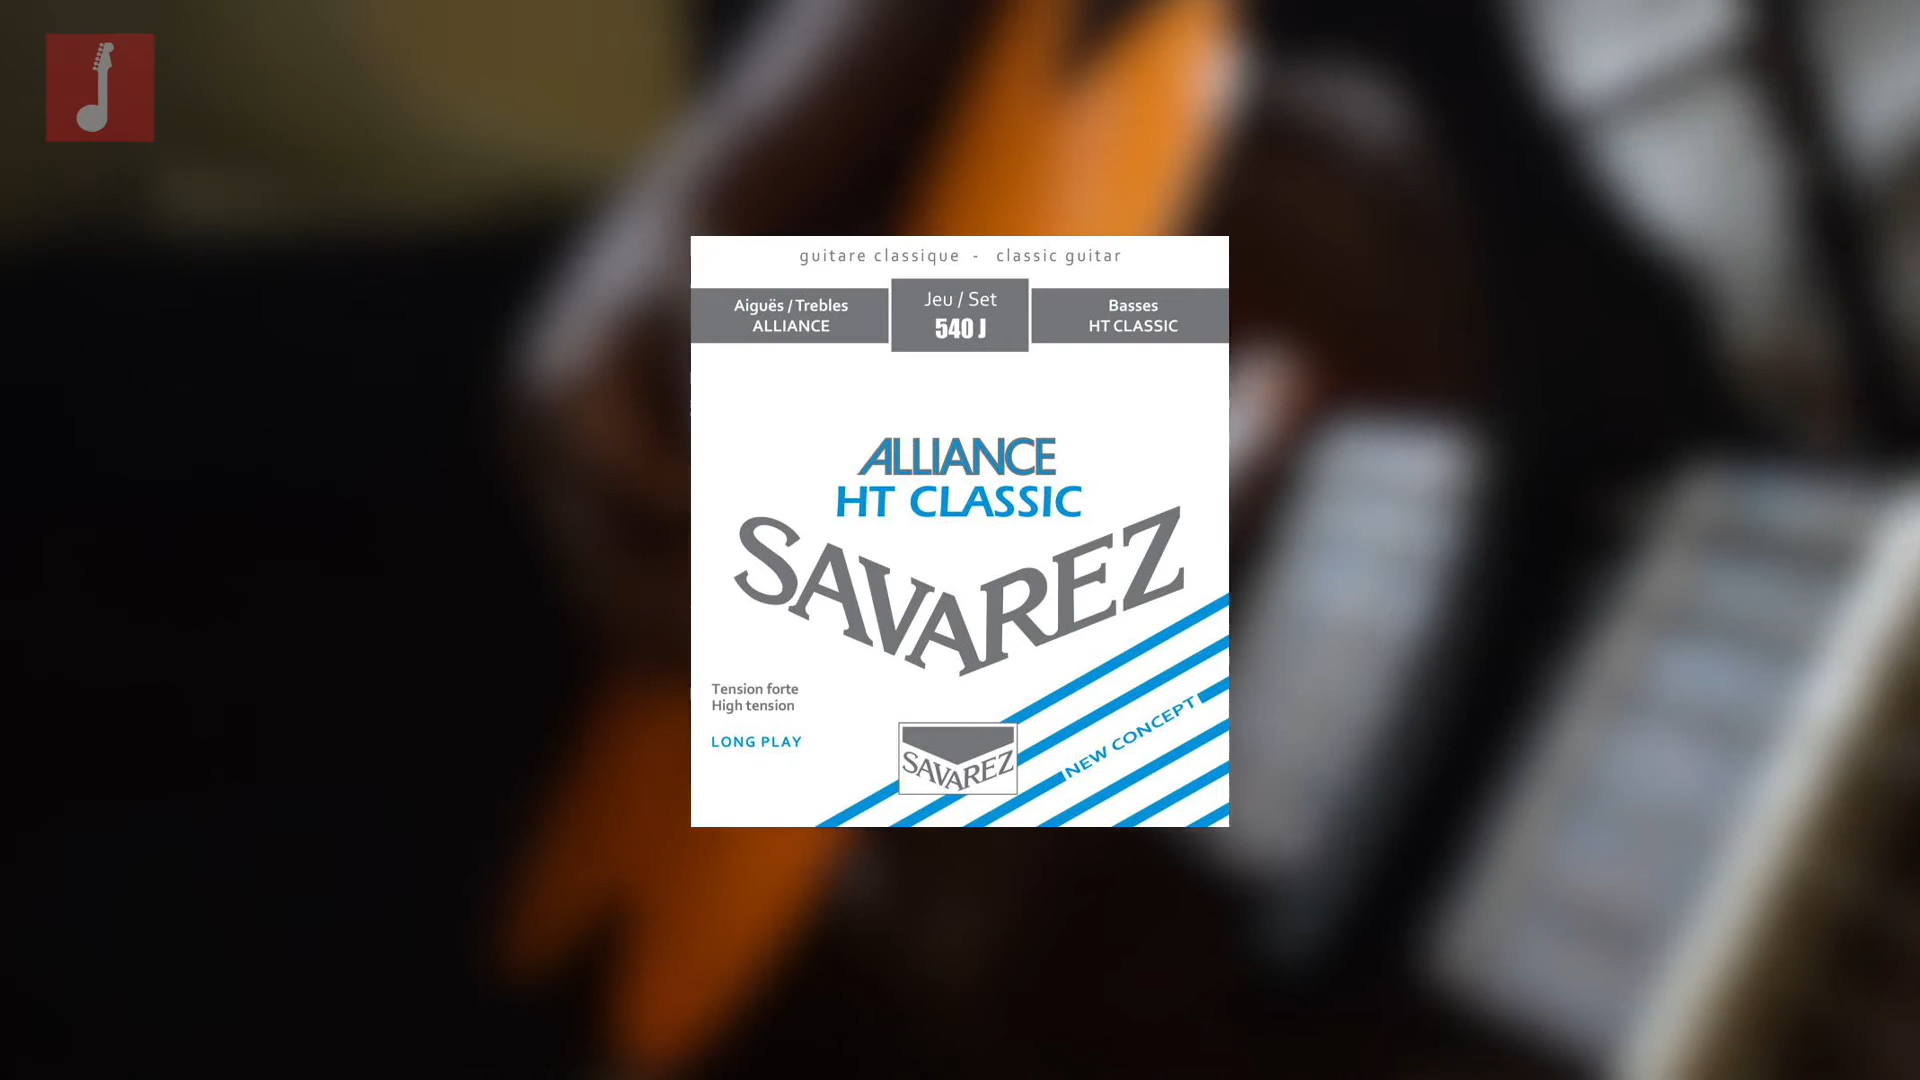 guitare classique - classic guitar
Aiguës / Trebles
ALLIANCE
Jeu / Set
540 J
Basses
HT CLASSIC
ALLIANCE
HT CLASSIC
SAVAREZ
Tension forte
High tension
LONG PLAY
SAVAREZ
NEW CONCEPT